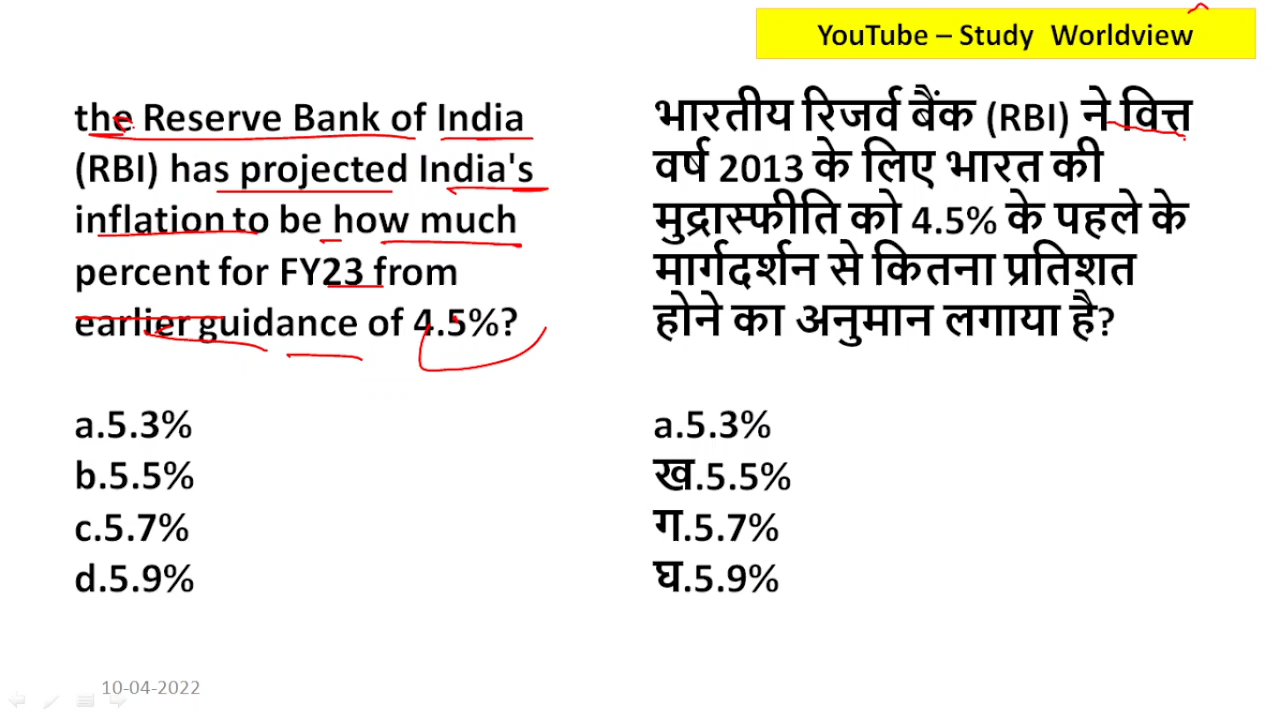 YouTube – Study Worldview
the Reserve Bank of India
(RBI) has projected India's
inflation to be how much
percent for FY23 from
earlier guidance of 4.5%?
a.5.3%
b.5.5%
c.5.7%
d.5.9%
भारतीय रिजर्व बैंक (RBI) ने वित्त
वर्ष 2013 के लिए भारत की
मुद्रास्फीति को 4.5% के पहले के
मार्गदर्शन से कितना प्रतिशत
होने का अनुमान लगाया है?
a.5.3%
ख.5.5%
ग.5.7%
घ.5.9%
10-04-2022